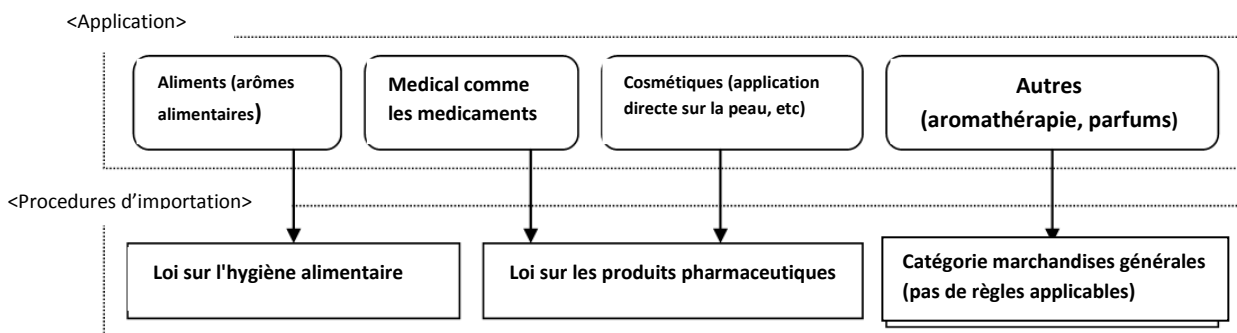 <Application>
Aliments (arômes
alimentaires)
Medical comme
les medicaments
Cosmétiques (application
directe sur la peau, etc)
Autres
(aromathérapie, parfums)
<Procedures d'importation>
Loi sur l'hygiène alimentaire
Loi sur les produits pharmaceutiques
Catégorie marchandises générales
(pas de règles applicables)